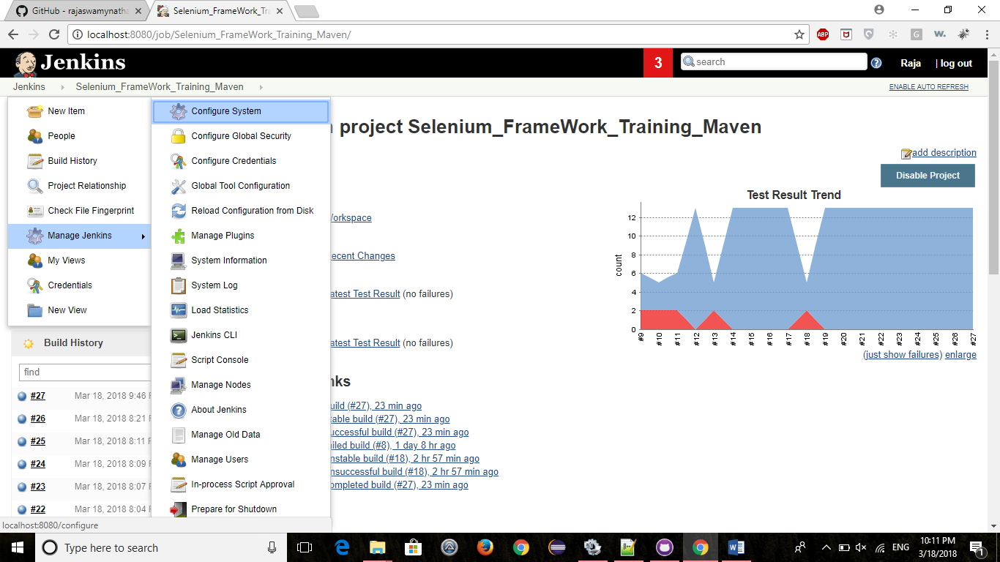 GitHub - rajaswamynath
Selenium_FrameWork_Tra
localhost:8080/job/Selenium_FrameWork_Training_Maven/
ABP
G
w.
Jenkins
3
search
Raja
| log out
Jenkins
Selenium_FrameWork_Training_Maven
ENABLE AUTO REFRESH
New Item
People
Build History
Project Relationship
Check File Fingerprint
Manage Jenkins
My Views
Credentials
New View
Configure System
Configure Global Security
Configure Credentials
Global Tool Configuration
Reload Configuration from Disk
Manage Plugins
System Information
System Log
Load Statistics
Jenkins CLI
Script Console
Manage Nodes
About Jenkins
Manage Old Data
Manage Users
In-process Script Approval
Prepare for Shutdown
project Selenium_FrameWork_Training_Maven
add description
Disable Project
orkspace
ecent Changes
atest Test Result (no failures)
atest Test Result (no failures)
nks
uild (#27), 23 min ago
table build (#27), 23 min ago
uccessful build (#27), 23 min ago
iled build (#8), 1 day 8 hr ago
nstable build (#18), 2 hr 57 min ago
nsuccessful build (#18), 2 hr 57 min ago
ompleted build (#27), 23 min ago
Test Result Trend
count
12
10
8
6
4
2
0
#9 #10 #11 #12 #13 #14 #15 #16 #17 #18 #19 #20 #21 #22 #23 #24 #25 #26 #27
(just show failures) enlarge
Build History
find
#27 Mar 18, 2018 9:46 P
#26 Mar 18, 2018 8:21 P
#25 Mar 18, 2018 8:11 P
#24 Mar 18, 2018 8:09 P
#23 Mar 18, 2018 8:07 P
#22 Mar 18, 2018 8:04 P
localhost:8080/configure
Type here to search
ENG
10:11 PM
3/18/2018
1